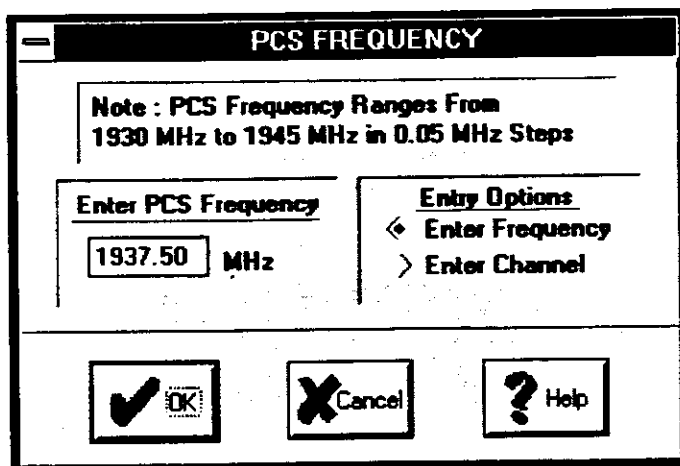 PCS FREQUENCY
Note : PCS Frequency Ranges From
1930 MHz to 1945 MHz in 0.05 MHz Steps
Enter PCS Frequency
1937.50 MHz
Entry Options
Enter Frequency
Enter Channel
OK
Cancel
Help